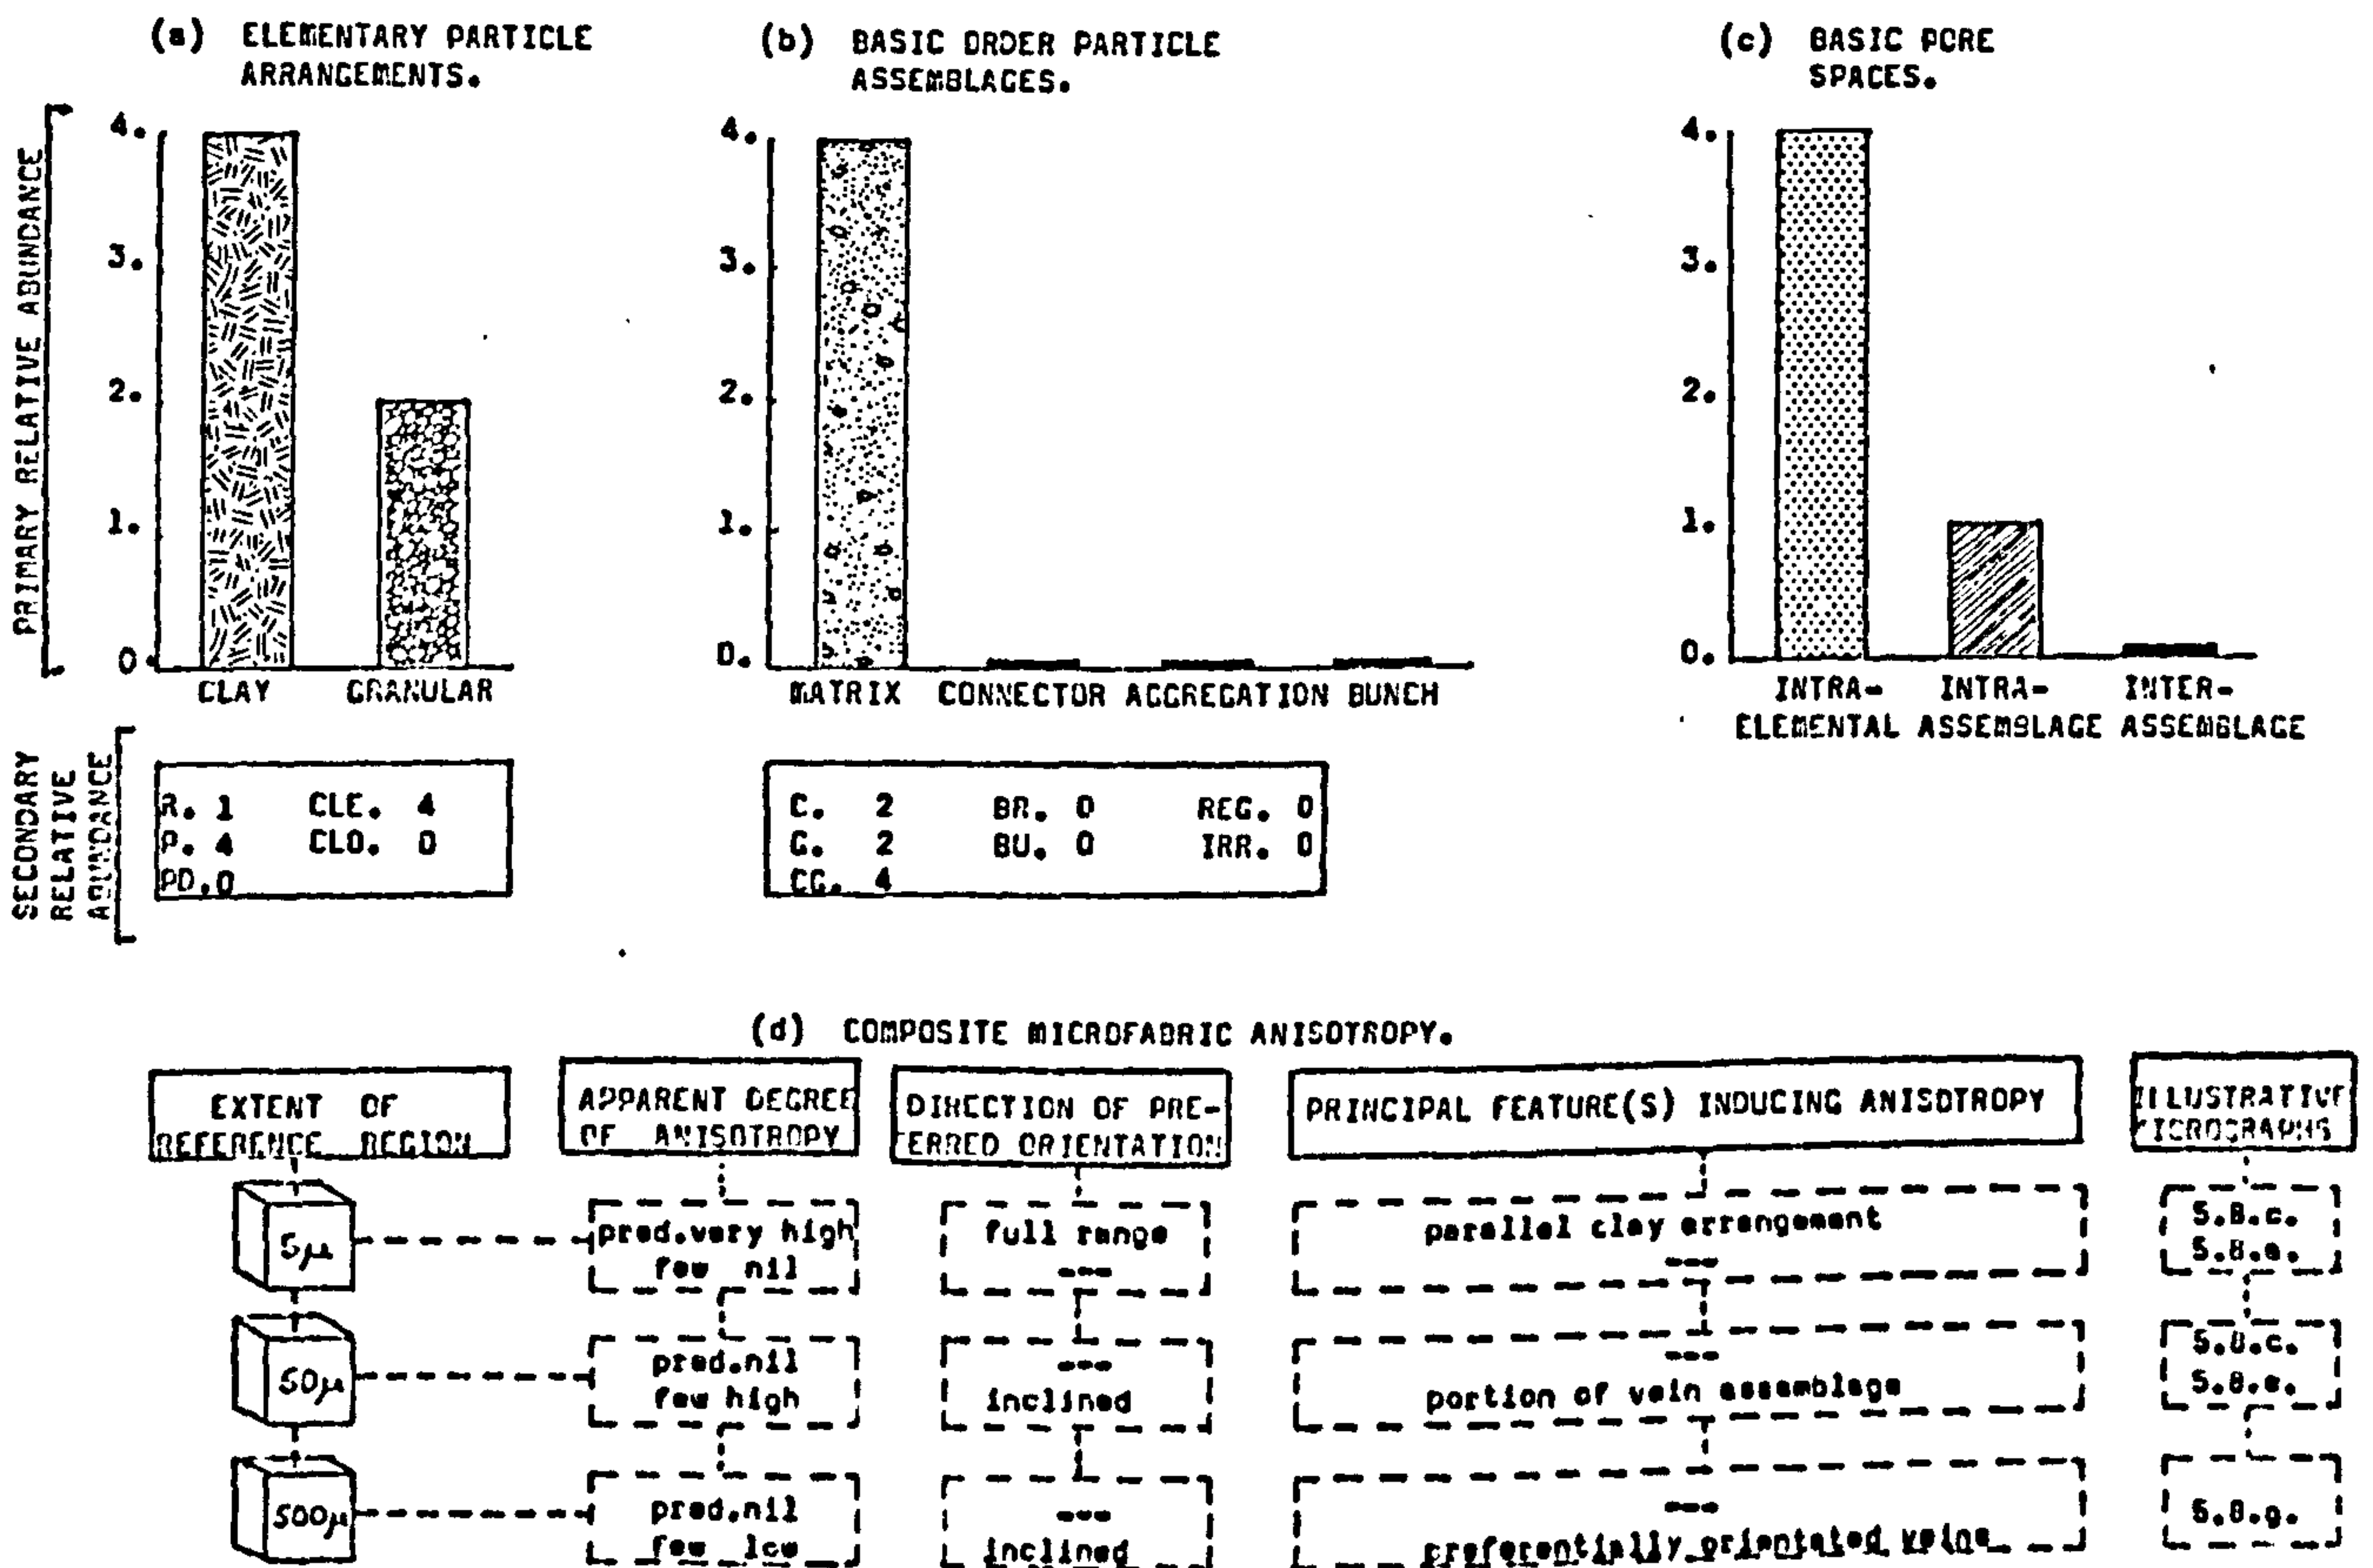 (a) ELEMENTARY PARTICLE
ARRANGEMENTS.
(b) BASIC ORDER PARTICLE
ASSEMBLAGES.
(c) BASIC PORE
SPACES.
PRIMARY RELATIVE ABUNDANCE
4.
3.
2.
1.
0.
CLAY GRANULAR
4.
3.
2.
1.
0.
MATRIX CONNECTOR AGGREGATION BUNCH
4.
3.
2.
1.
0.
INTRA- INTRA- INTER-
ELEMENTAL ASSEMBLAGE ASSEMBLAGE
SECONDARY
RELATIVE
ABUNDANCE
R. 1 CLE. 4
P. 4 CLO. 0
PD. 0
C. 2 BR. 0 REG. 0
G. 2 BU. 0 IRR. 0
CG. 4
(d) COMPOSITE MICROFABRIC ANISOTROPY.
EXTENT OF
REFERENCE REGION
APPARENT DEGREE
OF ANISOTROPY
DIRECTION OF PRE-
FERRED ORIENTATION
PRINCIPAL FEATURE(S) INDUCING ANISOTROPY
ILLUSTRATIVE
MICROGRAPHS
5μ
pred.very high
few nil
full range
---
parallel clay arrangement
---
5.8.c.
5.8.e.
50μ
pred.nil
few high
---
inclined
---
portion of vein assemblage
5.8.c.
5.8.e.
500μ
pred.nil
few low
---
inclined
---
preferentially orientated veins
5.8.g.